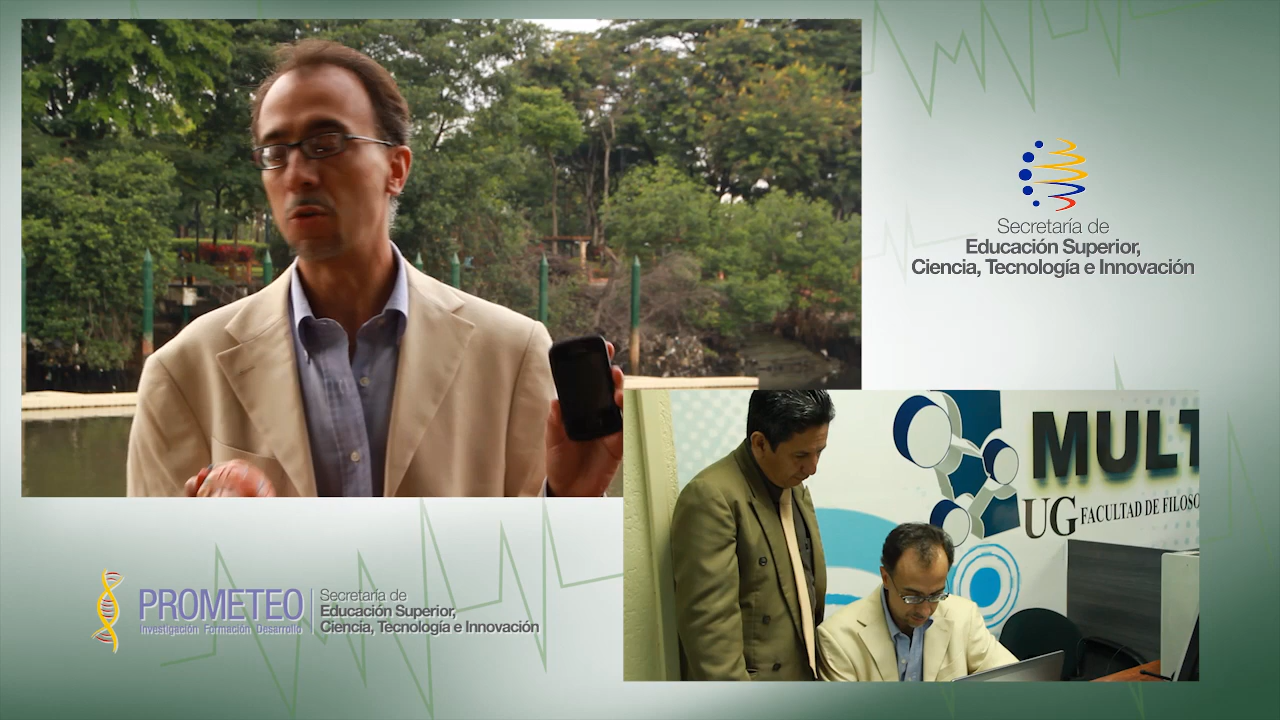 Secretaría de
Educación Superior,
Ciencia, Tecnología e Innovación
MULT
UG FACULTAD DE FILOSO
PROMETEO
Investigación Formación Desarrollo
Secretaría de
Educación Superior,
Ciencia, Tecnología e Innovación